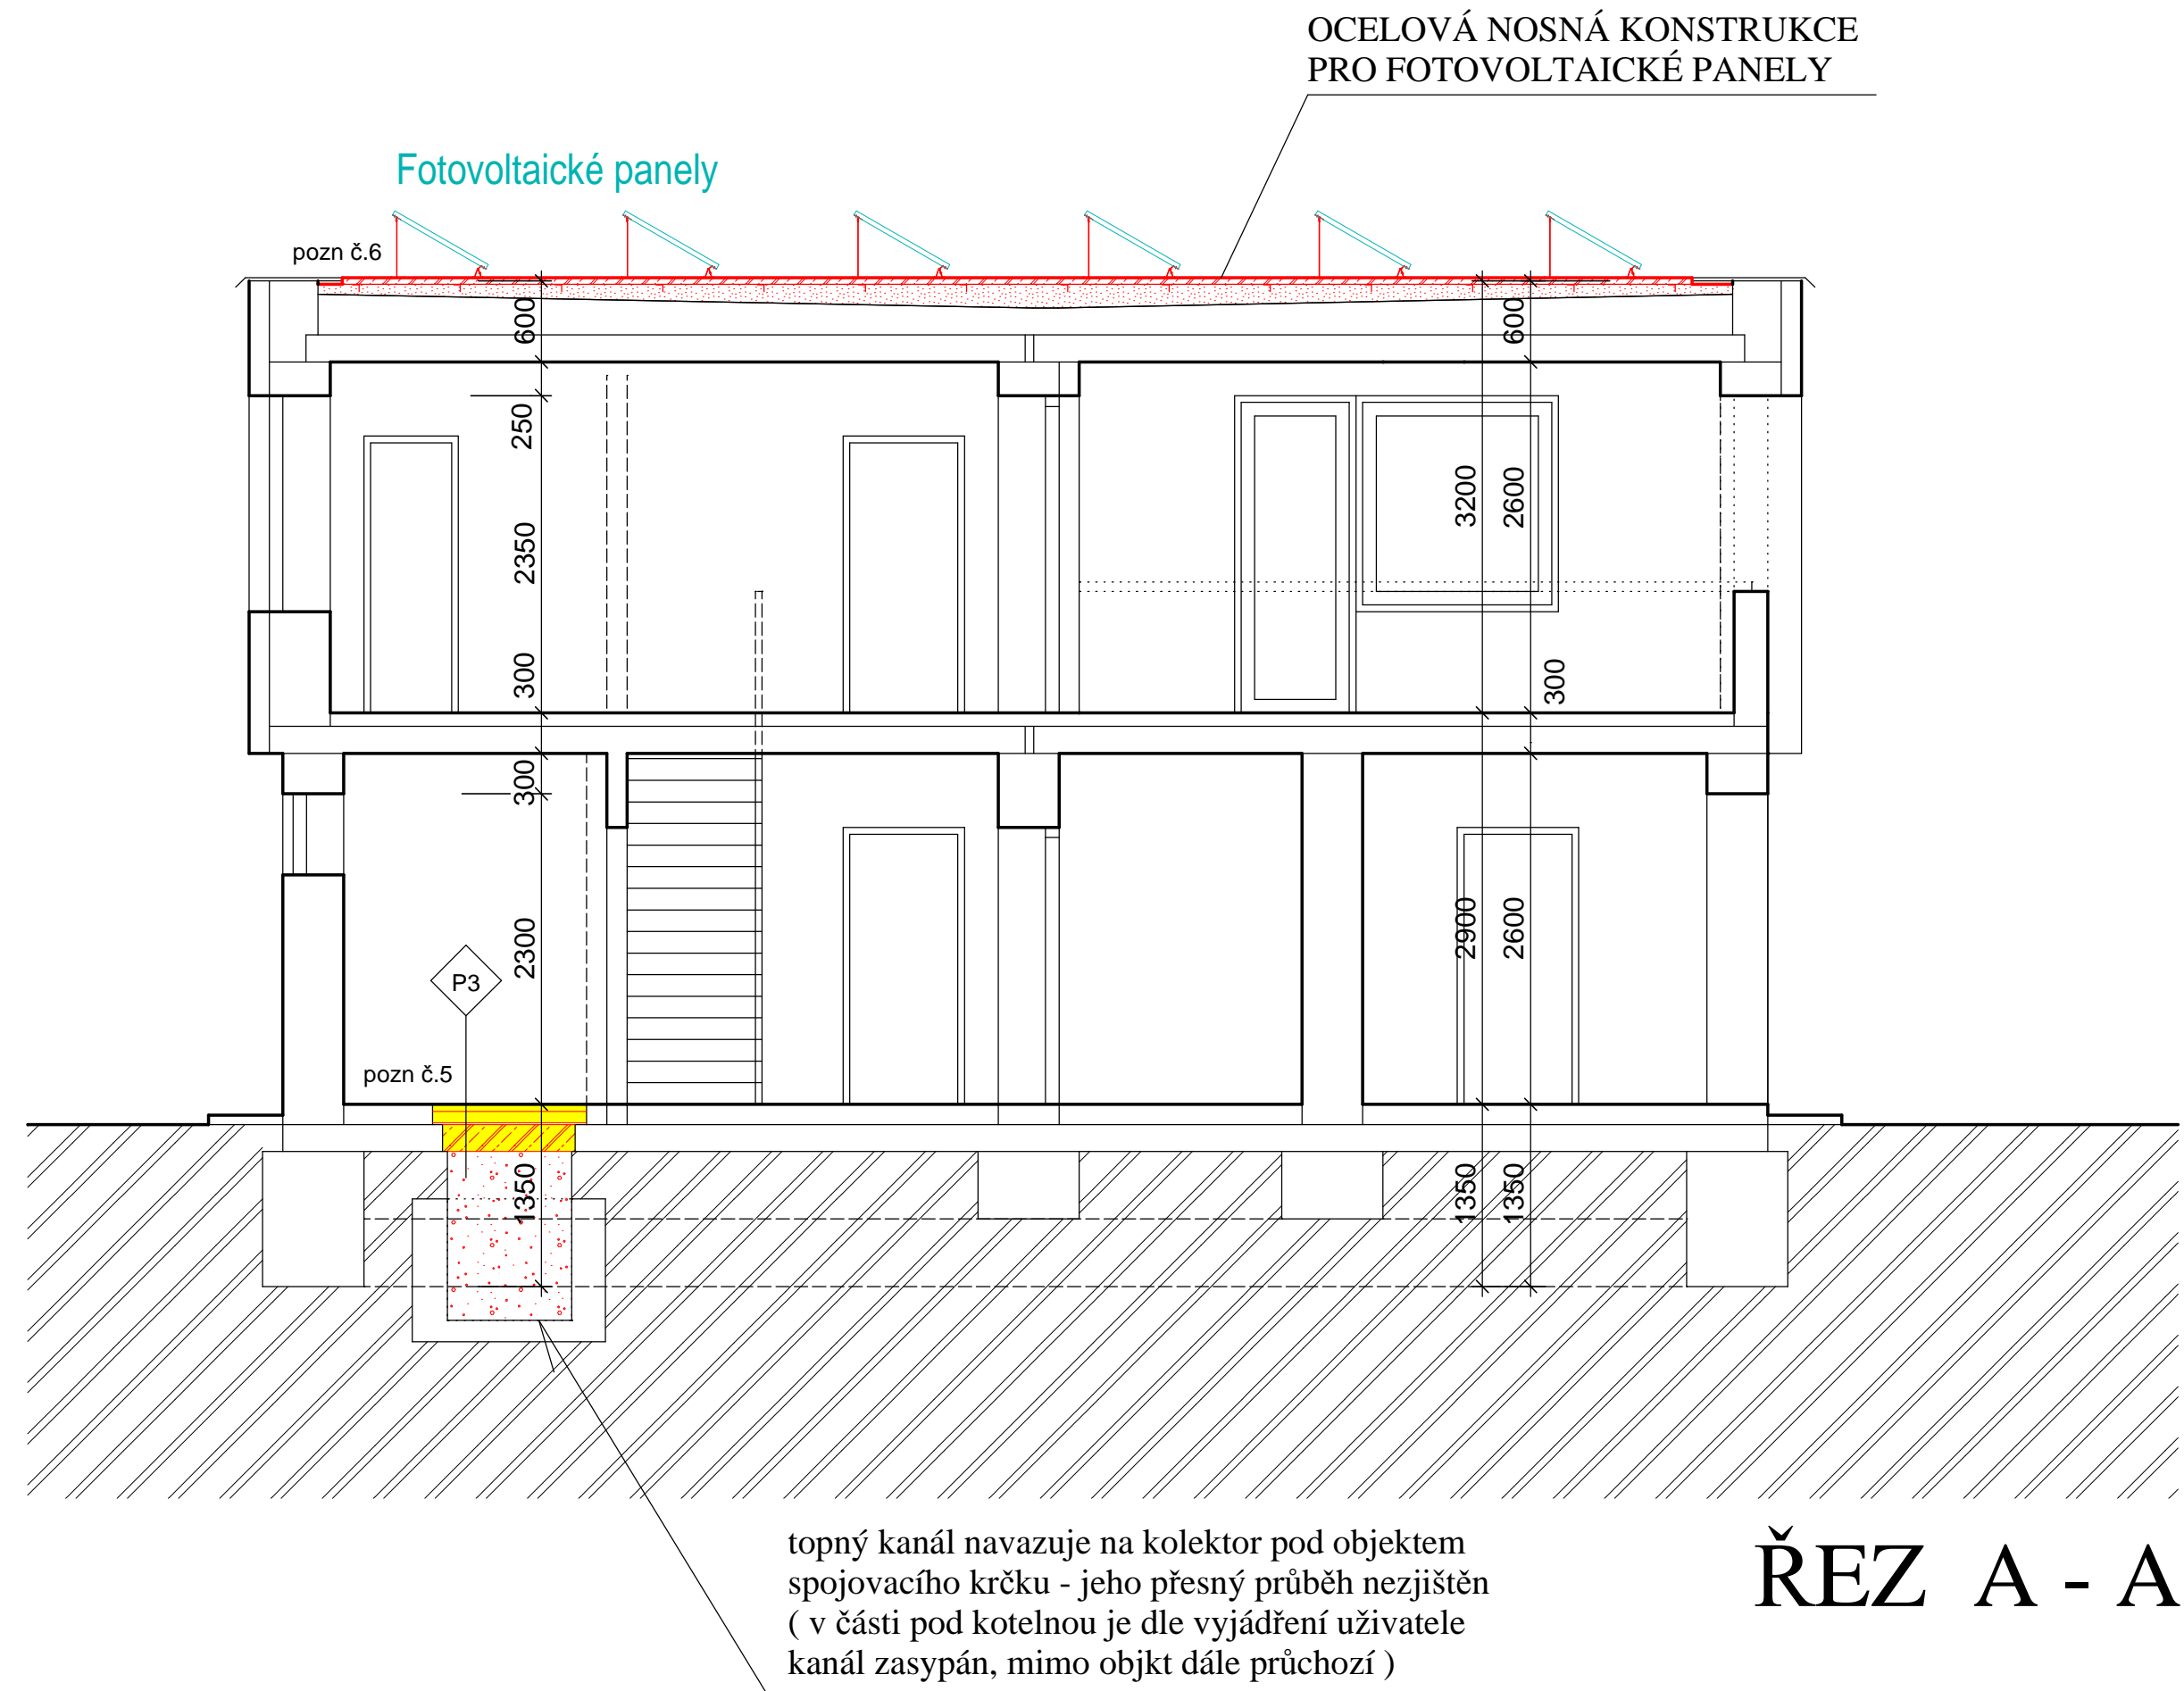 OCELOVÁ NOSNÁ KONSTRUKCE
PRO FOTOVOLTAICKÉ PANELY
Fotovoltaické panely
pozn č.6
600
600
250
3200
2600
2350
300
300
300
2300
2900
2600
P3
pozn č.5
1350
1350
1350
topný kanál navazuje na kolektor pod objektem
spojovacího krčku - jeho přesný průběh nezjištěn
( v části pod kotelnou je dle vyjádření uživatele
kanál zasypán, mimo objkt dále průchozí )
ŘEZ A - A